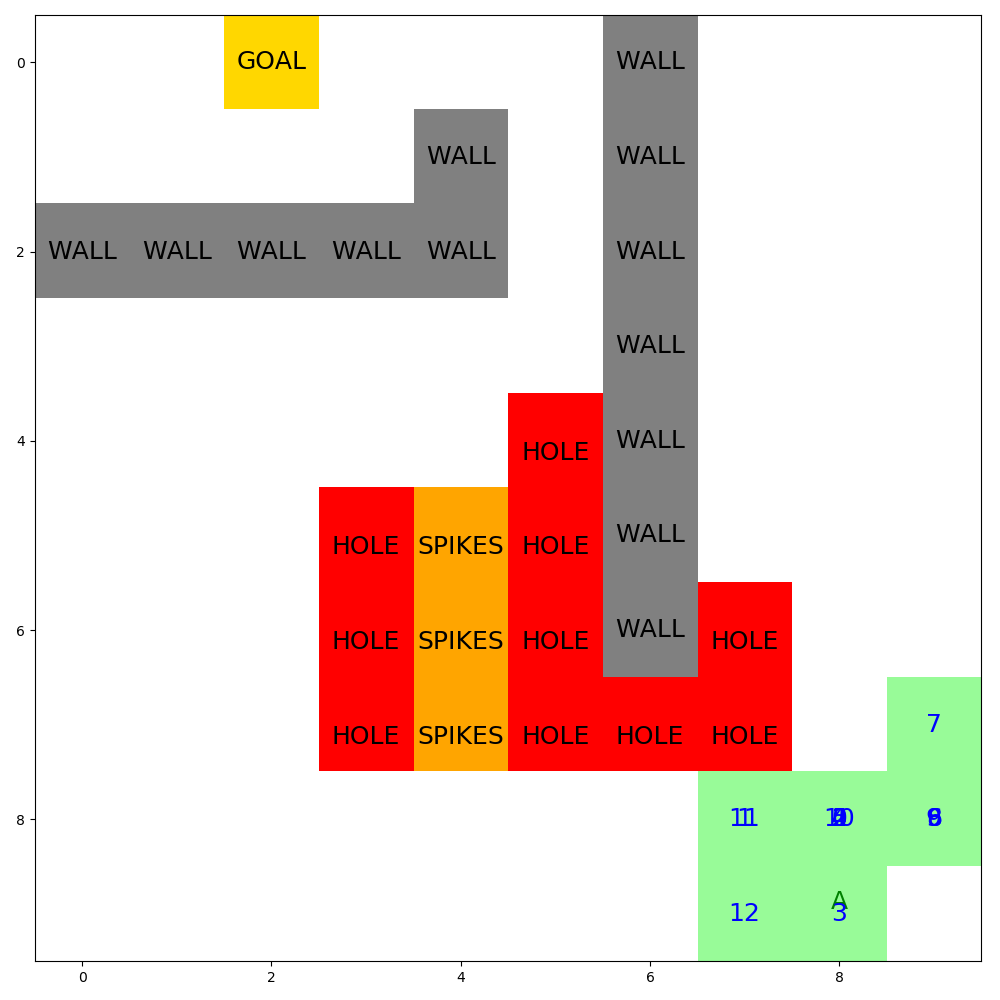 0 GOAL WALL
WALL WALL
2 WALL WALL WALL WALL WALL WALL
WALL
4 HOLE WALL
HOLE SPIKES HOLE WALL
6 HOLE SPIKES HOLE WALL HOLE
HOLE SPIKES HOLE HOLE HOLE 7
8
A
12 3
0 2 4 6 8